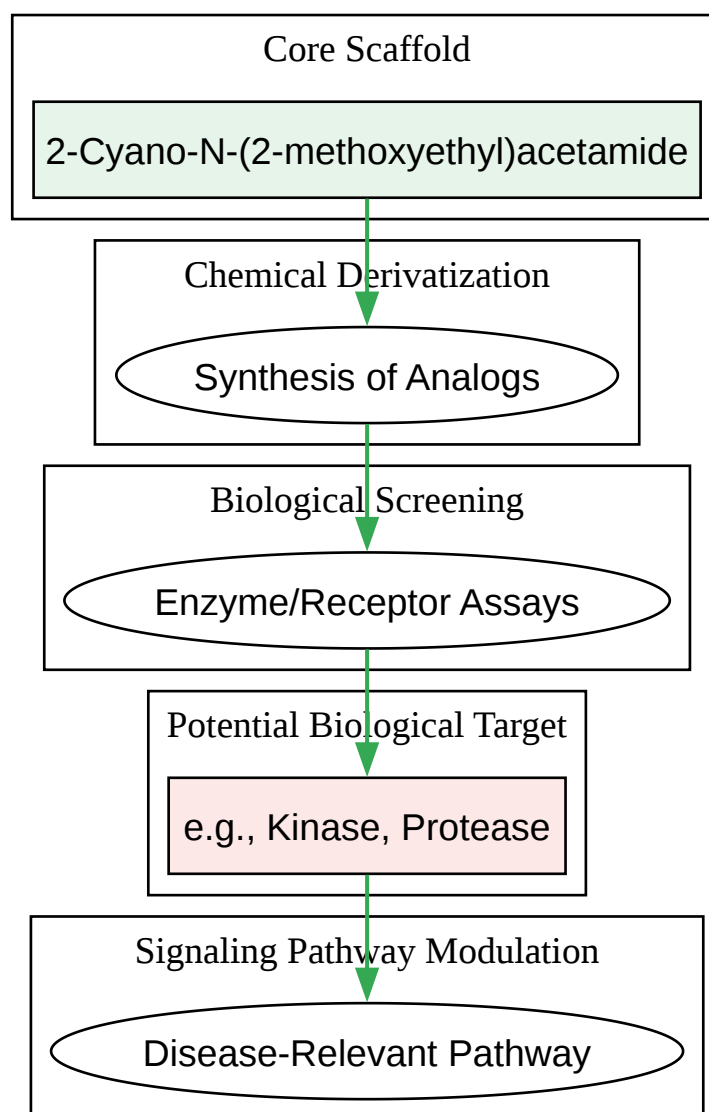 Core Scaffold
2-Cyano-N-(2-methoxyethyl)acetamide
Chemical Derivatization
Synthesis of Analogs
Biological Screening
Enzyme/Receptor Assays
Potential Biological Target
e.g., Kinase, Protease
Signaling Pathway Modulation
Disease-Relevant Pathway